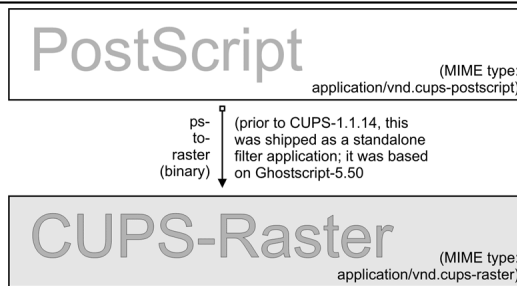 PostScript
(MIME type:
application/vnd.cups-postscript)
ps-
to-
raster
(binary)
(prior to CUPS-1.1.14, this
was shipped as a standalone
filter application; it was based
on Ghostscript-5.50
CUPS-Raster
(MIME type:
application/vnd.cups-raster)